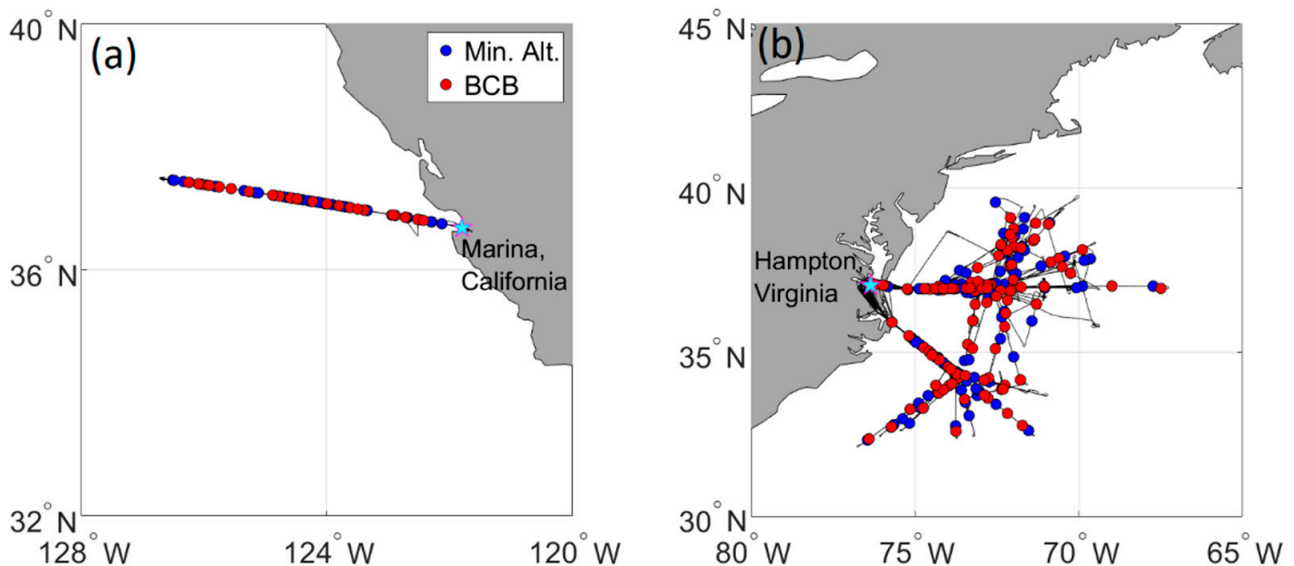 (a)
Min. Alt.
BCB
40° N
36° N
32° N
128° W
124° W
120° W
Marina,
California
(b)
45° N
40° N
35° N
30° N
80° W
75° W
70° W
65° W
Hampton,
Virginia